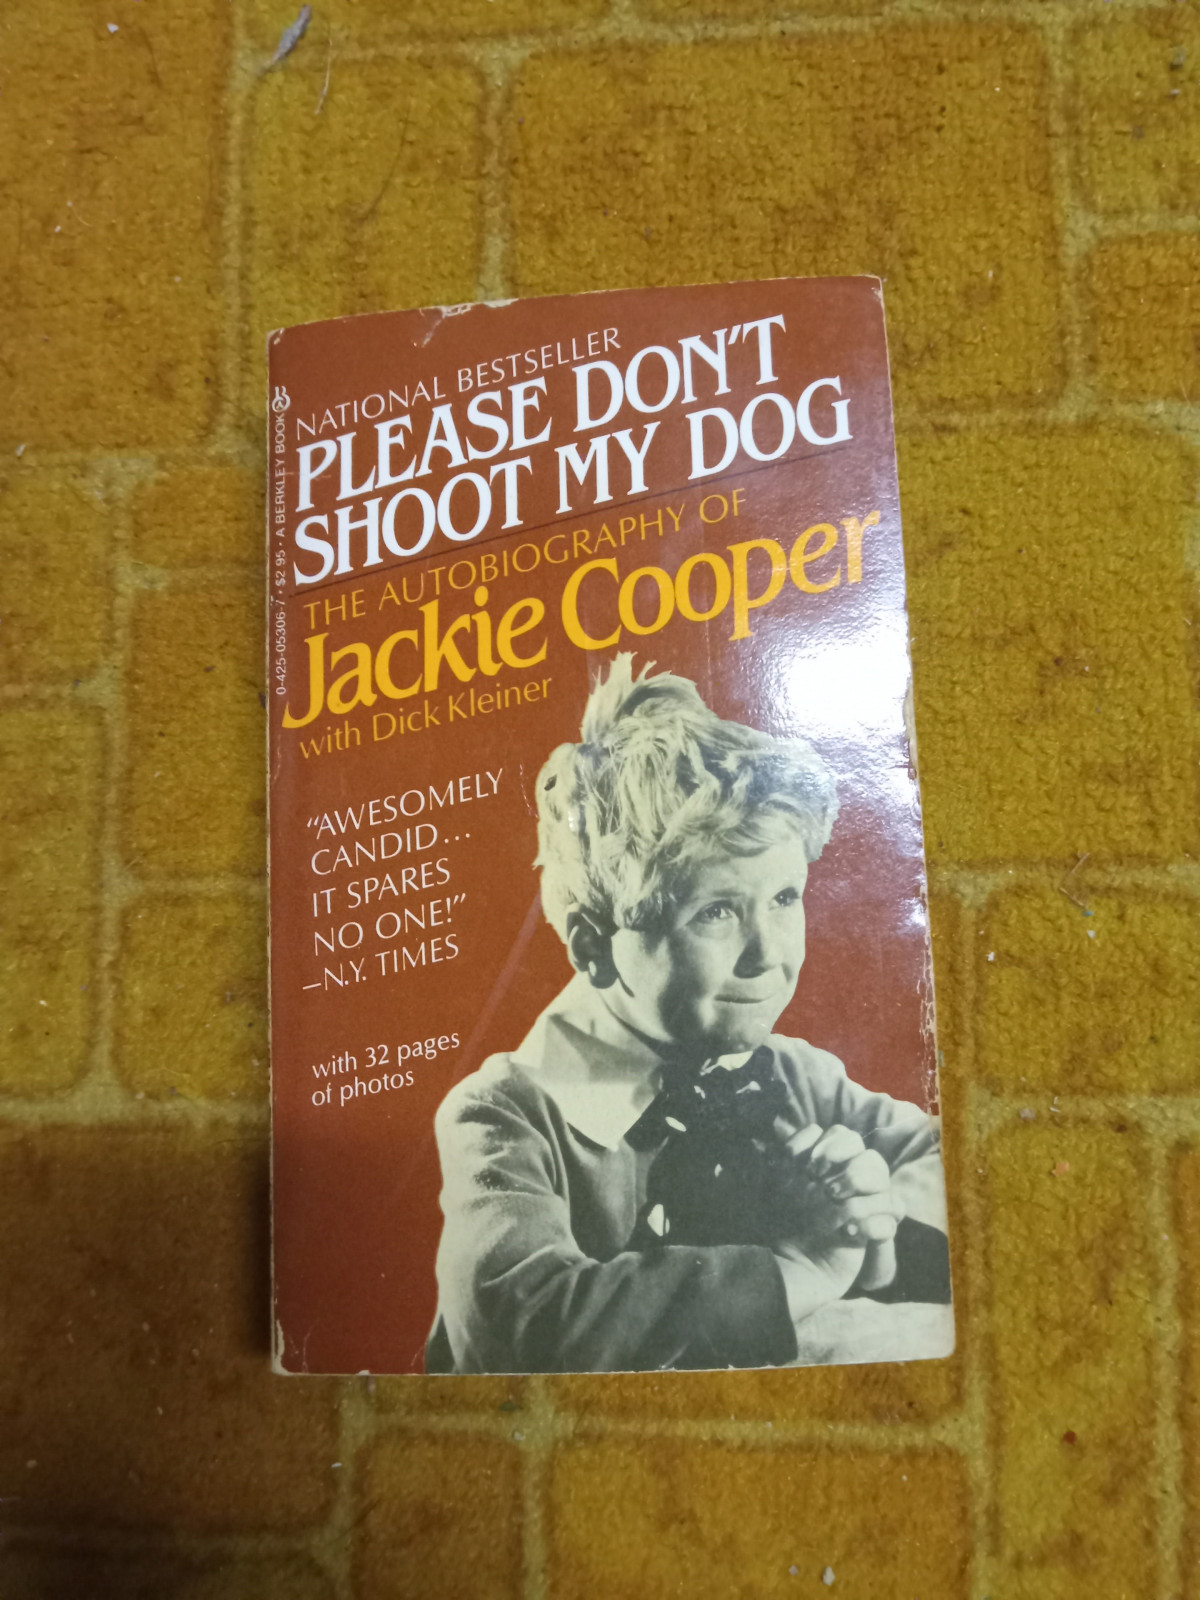 NATIONAL BESTSELLER
PLEASE DON'T
SHOOT MY DOG
THE AUTOBIOGRAPHY OF
Jackie Cooper
with Dick Kleiner
"AWESOMELY
CANDID...
IT SPARES
NO ONE!"
—N.Y. TIMES
with 32 pages
of photos
0-425-05306-7 • $2.95 • A BERKLEY BOOK